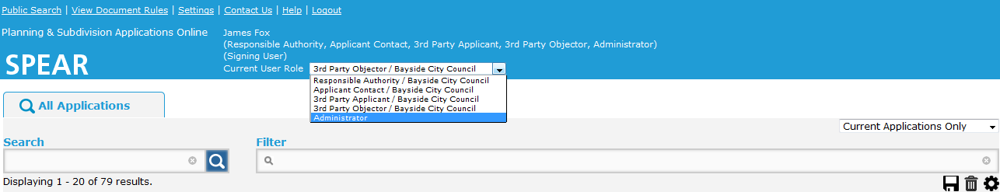 Public Search | View Document Rules | Settings | Contact Us | Help | Logout
Planning & Subdivision Applications Online
James Fox
(Responsible Authority, Applicant Contact, 3rd Party Applicant, 3rd Party Objector, Administrator)
(Signing User)
SPEAR
Current User Role 3rd Party Objector / Bayside City Council
Responsible Authority / Bayside City Council
Applicant Contact / Bayside City Council
3rd Party Applicant / Bayside City Council
3rd Party Objector / Bayside City Council
Administrator
All Applications
Current Applications Only
Search
Filter
Displaying 1 - 20 of 79 results.